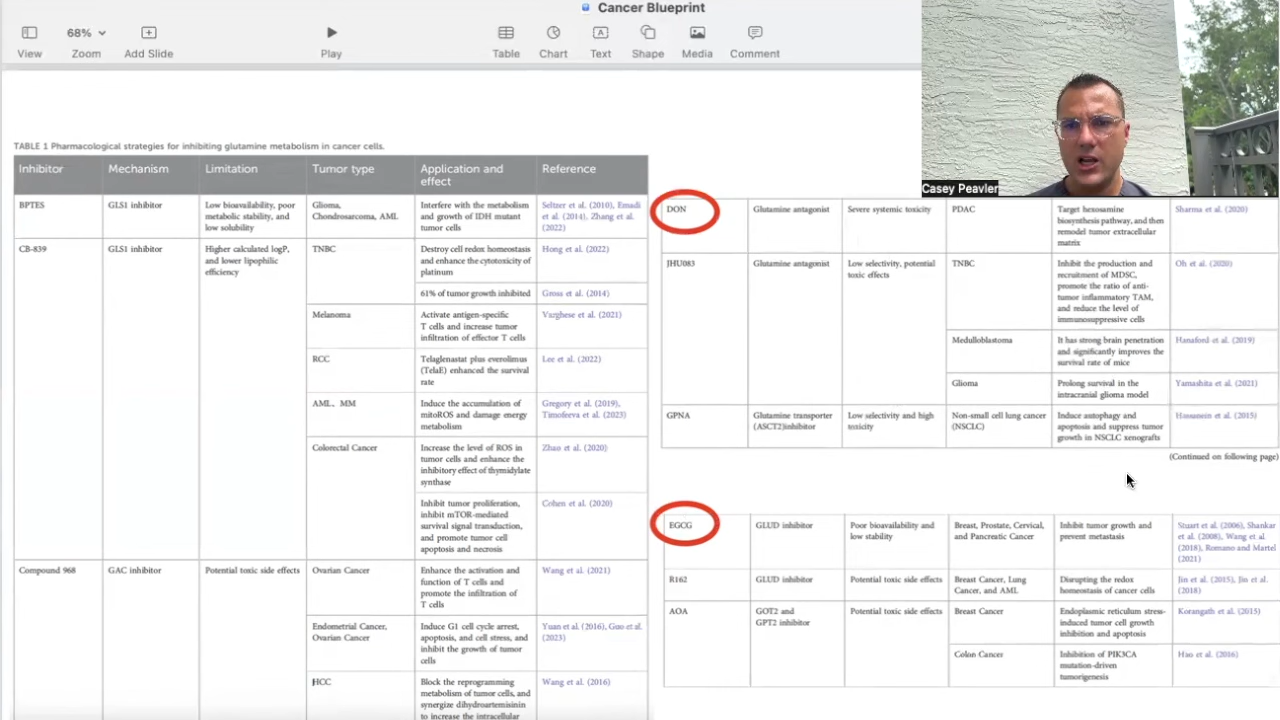 Cancer Blueprint
View
68%
Zoom
Add Slide
Play
Table
Chart
Text
Shape
Media
Comment
Casey Peavler
TABLE 1 Pharmacological strategies for inhibiting glutamine metabolism in cancer cells.
Inhibitor Mechanism Limitation Tumor type Application and effect Reference
BPTES
GLS1 inhibitor
Low bioavailability, poor
metabolic stability, and
low solubility
Glioma,
Chondrosarcoma, AML
Interfere with the metabolism
and growth of IDH mutant
tumor cells
Seltzer et al. (2010), Emadi
et al. (2014), Zhang et al.
(2022)
CB-839
GLS1 inhibitor
Higher calculated logP,
and lower lipophilic
efficiency
TNBC
Destroy cell redox homeostasis
and enhance the cytotoxicity of
platinum
Hong et al. (2022)
61% of tumor growth inhibited
Gross et al. (2014)
Melanoma
Activate antigen-specific
T cells and increase tumor
infiltration of effector T cells
Varghese et al. (2021)
RCC
Telaglenastat plus everolimus
(TelaE) enhanced the survival
rate
Lee et al. (2022)
AML, MM
Induce the accumulation of
mitoROS and damage energy
metabolism
Gregory et al. (2019),
Timofeeva et al. (2023)
Colorectal Cancer
Increase the level of ROS in
tumor cells and enhance the
inhibitory effect of thymidylate
synthase
Zhao et al. (2020)
Inhibit tumor proliferation,
inhibit mTOR-mediated
survival signal transduction,
and promote tumor cell
apoptosis and necrosis
Cohen et al. (2020)
Compound 968
GAC inhibitor
Potential toxic side effects
Ovarian Cancer
Enhance the activation and
function of T cells and
promote the infiltration of
T cells
Wang et al. (2021)
Endometrial Cancer,
Ovarian Cancer
Induce G1 cell cycle arrest,
apoptosis, and cell stress, and
inhibit the growth of tumor
cells
Yuan et al. (2016), Guo et al.
(2023)
HCC
Block the reprogramming
metabolism of tumor cells, and
synergize dihydroartemisinin
to increase the intracellular
Wang et al. (2016)
DON
Glutamine antagonist
Severe systemic toxicity
PDAC
Target hexosamine
biosynthesis pathway, and then
remodel tumor extracellular
matrix
Sharma et al. (2020)
JHU083
Glutamine antagonist
Low selectivity, potential
toxic effects
TNBC
Inhibit the production and
recruitment of MDSC,
promote the ratio of anti-
tumor inflammatory TAM,
and reduce the level of
immunosuppressive cells
Oh et al. (2020)
Medulloblastoma
It has strong brain penetration
and significantly improves the
survival rate of mice
Hanaford et al. (2019)
Glioma
Prolong survival in the
intracranial glioma model
Yamashita et al. (2021)
GPNA
Glutamine transporter
(ASCT2)inhibitor
Low selectivity and high
toxicity
Non-small cell lung cancer
(NSCLC)
Induce autophagy and
apoptosis and suppress tumor
growth in NSCLC xenografts
Hassanein et al. (2015)
(Continued on following page)
EGCG
GLUD inhibitor
Poor bioavailability and
low stability
Breast, Prostate, Cervical,
and Pancreatic Cancer
Inhibit tumor growth and
prevent metastasis
Stuart et al. (2006), Shankar
et al. (2008), Wang et al.
(2018), Romano and Martel
(2021)
R162
GLUD inhibitor
Potential toxic side effects
Breast Cancer, Lung
Cancer, and AML
Disrupting the redox
homeostasis of cancer cells
Jin et al. (2015), Jin et al.
(2018)
AOA
GOT2 and
GPT2 inhibitor
Potential toxic side effects
Breast Cancer
Endoplasmic reticulum stress-
induced tumor cell growth
inhibition and apoptosis
Korangath et al. (2015)
Colon Cancer
Inhibition of PIK3CA
mutation-driven
tumorigenesis
Hao et al. (2016)